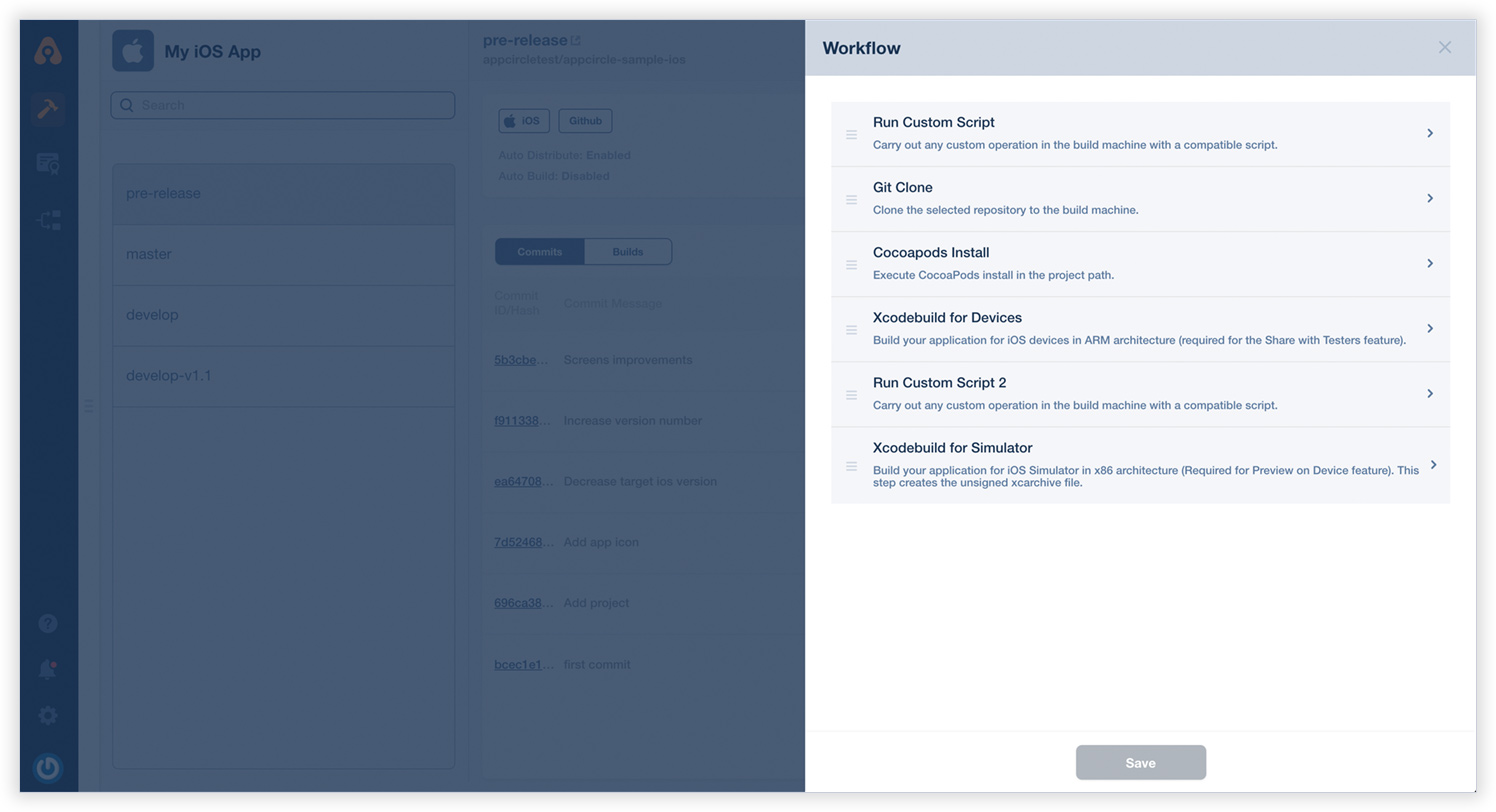 My iOS App
Search
pre-release
master
develop
develop-v1.1
pre-release
appcircletest/appcircle-sample-ios
iOS
Github
Auto Distribute: Enabled
Auto Build: Disabled
Commits
Builds
Commit
ID/Hash
Commit Message
5b3cbe...
Screens improvements
f911338...
Increase version number
ea64708...
Decrease target ios version
7d52468...
Add app icon
696ca38...
Add project
bcec1e1...
first commit
Workflow
Run Custom Script
Carry out any custom operation in the build machine with a compatible script.
Git Clone
Clone the selected repository to the build machine.
Cocoapods Install
Execute CocoaPods install in the project path.
Xcodebuild for Devices
Build your application for iOS devices in ARM architecture (required for the Share with Testers feature).
Run Custom Script 2
Carry out any custom operation in the build machine with a compatible script.
Xcodebuild for Simulator
Build your application for iOS Simulator in x86 architecture (Required for Preview on Device feature). This
step creates the unsigned xcarchive file.
Save